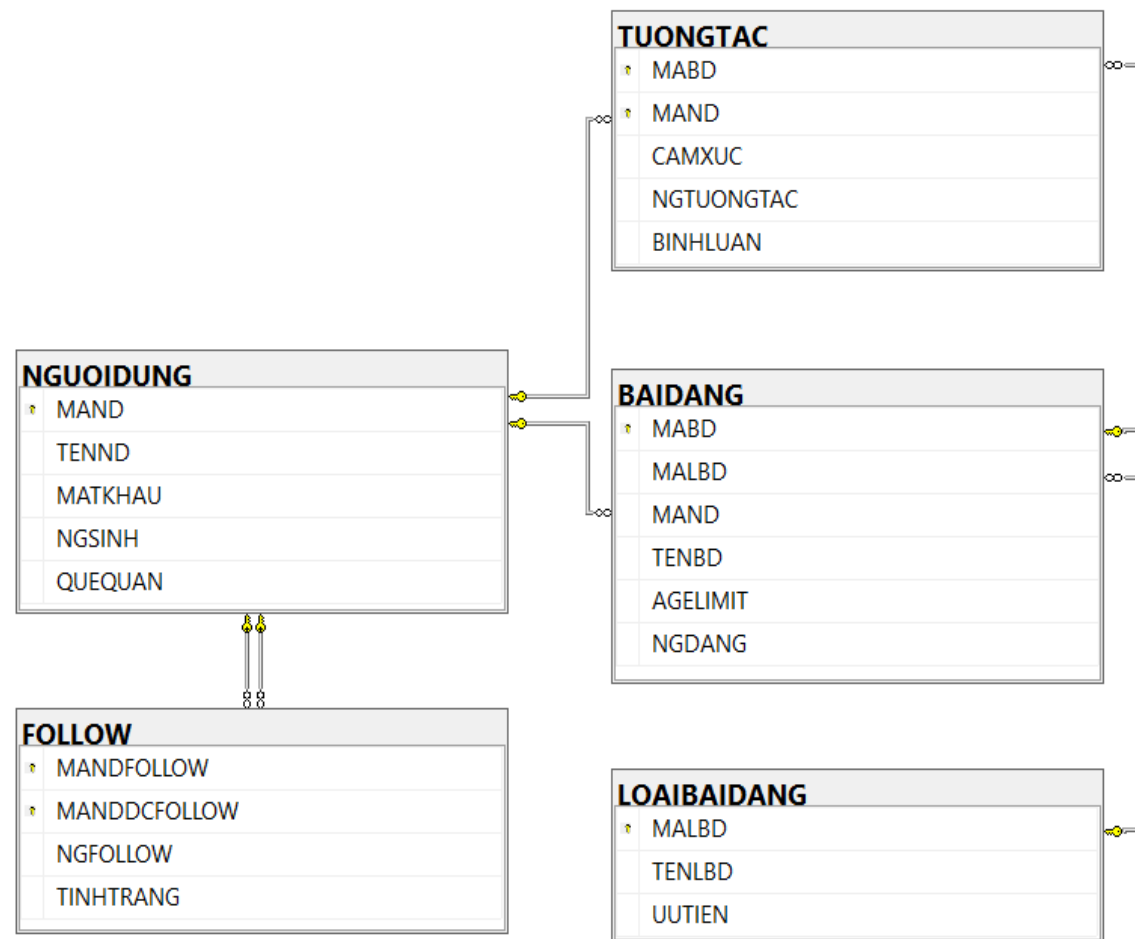 TUONGTAC
MABD
MAND
CAMXUC
NGTUONGTAC
BINHLUAN
NGUOIDUNG
MAND
TENND
MATKHAU
NGSINH
QUEQUAN
BAIDANG
MABD
MALBD
MAND
TENBD
AGELIMIT
NGDANG
FOLLOW
MANDFOLLOW
MANDDCFOLLOW
NGFOLLOW
TINHTRANG
LOAIBAIDANG
MALBD
TENLBD
UUTIEN